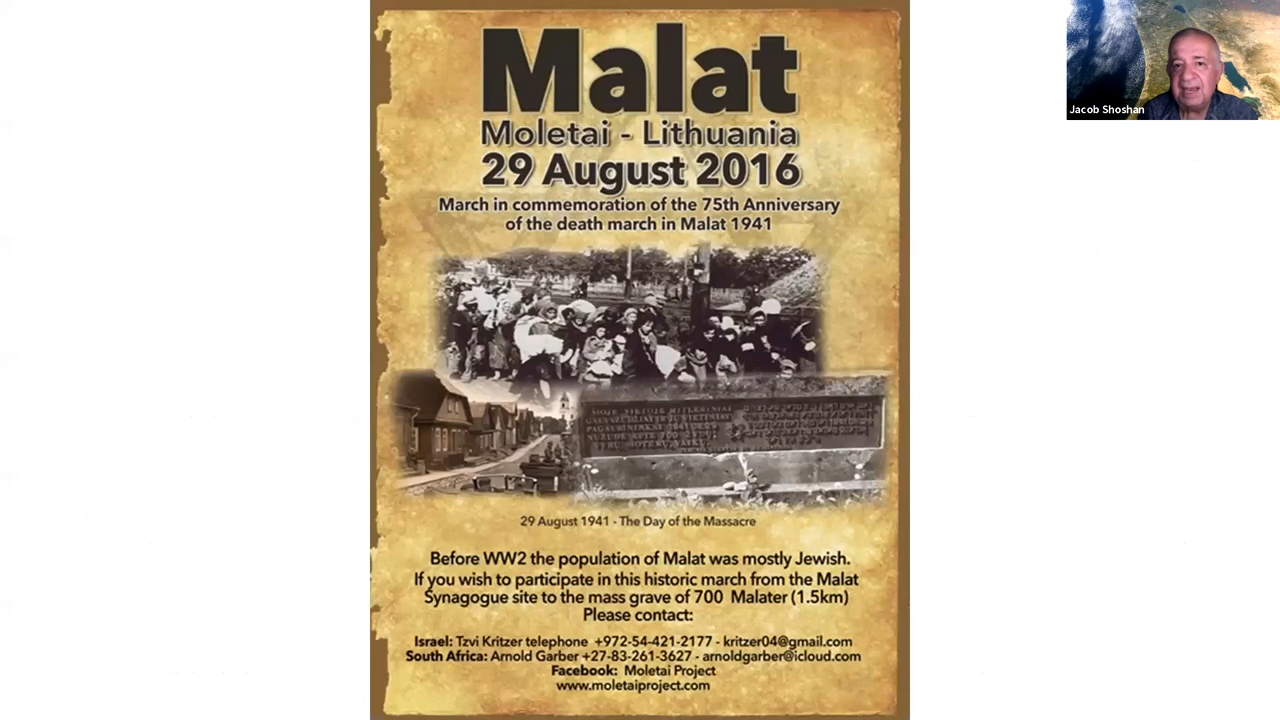 Malat
Moletai - Lithuania
29 August 2016
March in commemoration of the 75th Anniversary
of the death march in Malat 1941
29 August 1941 - The Day of the Massacre
Before WW2 the population of Malat was mostly Jewish.
If you wish to participate in this historic march from the Malat
Synagogue site to the mass grave of 700 Malater (1.5km)
Please contact:
Israel: Tzvi Kritzer telephone +972-54-421-2177 - kritzer04@gmail.com
South Africa: Arnold Garber +27-83-261-3627 - arnoldgarber@icloud.com
Facebook: Moletai Project
www.moletaiproject.com
Jacob Shoshan